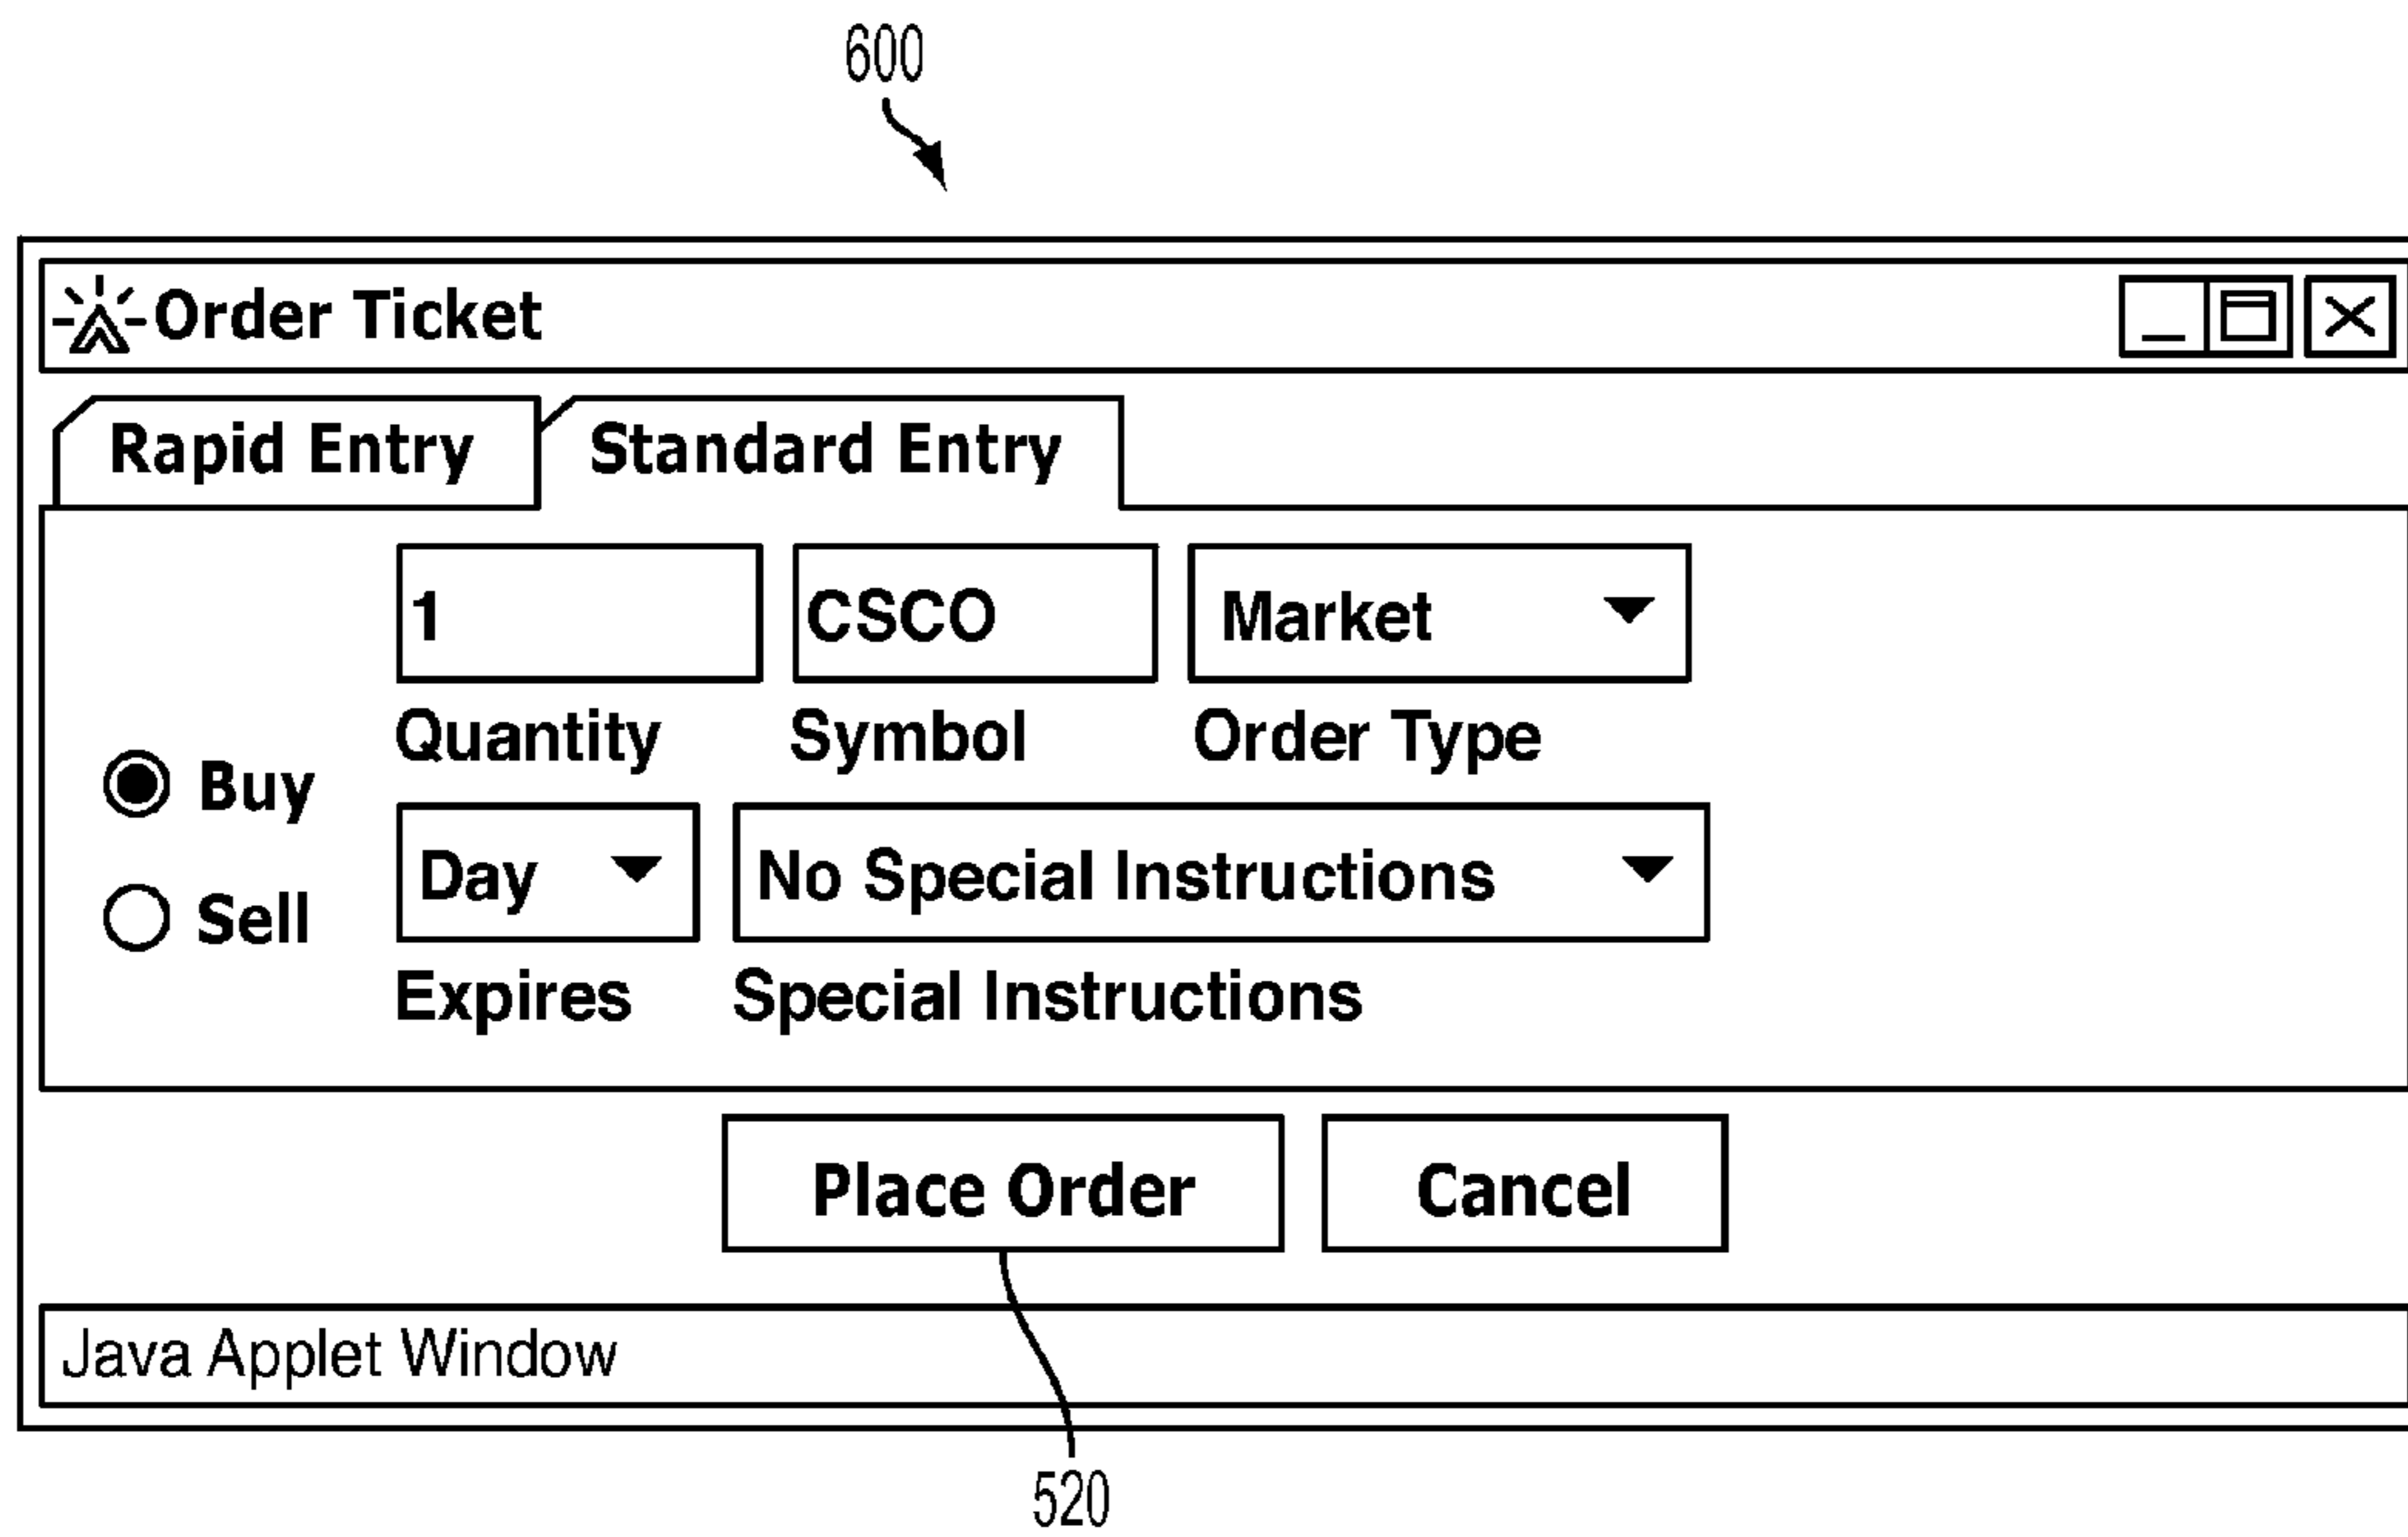 600
Order Ticket
Rapid Entry Standard Entry
1 CSCO Market
Quantity Symbol Order Type
Buy
Day No Special Instructions
Sell
Expires Special Instructions
Place Order Cancel
Java Applet Window
520